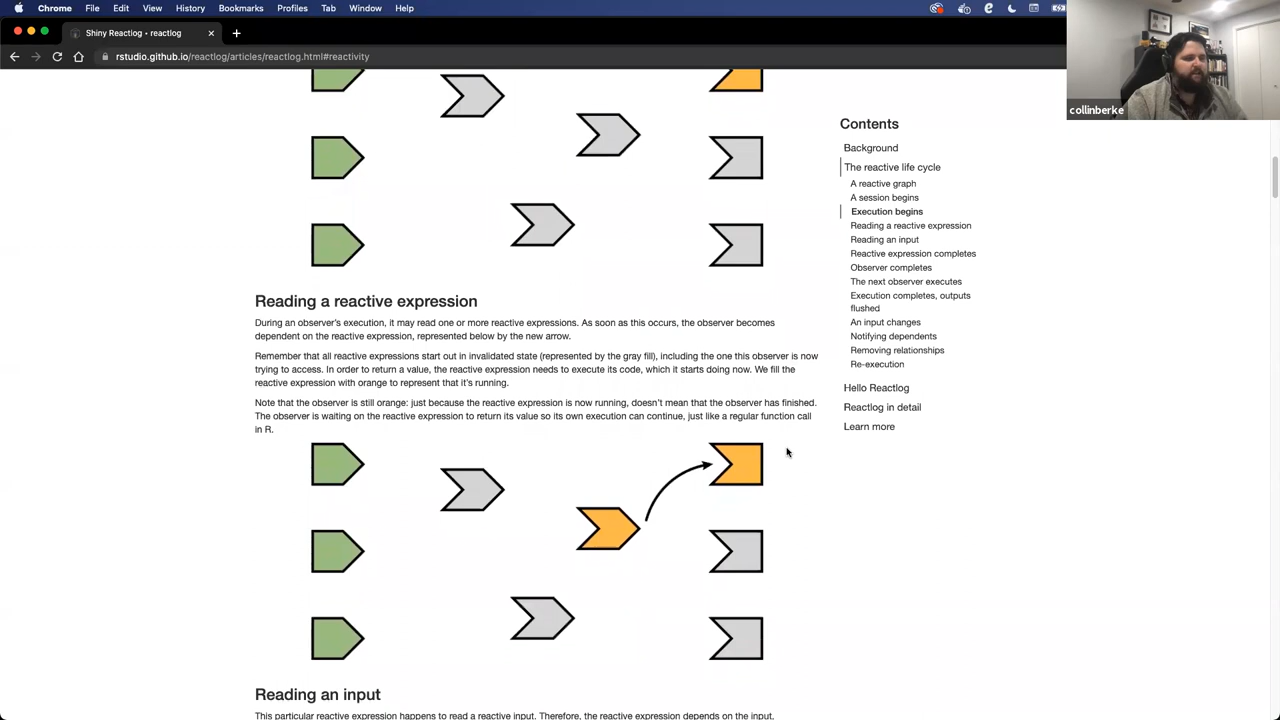 Chrome File Edit View History Bookmarks Profiles Tab Window Help
Shiny Reactlog • reactlog
rstudio.github.io/reactlog/articles/reactlog.html#reactivity
collinberke
Contents
Background
The reactive life cycle
A reactive graph
A session begins
Execution begins
Reading a reactive expression
Reading an input
Reactive expression completes
Observer completes
The next observer executes
Execution completes, outputs
flushed
An input changes
Notifying dependents
Removing relationships
Re-execution
Hello Reactlog
Reactlog in detail
Learn more
Reading a reactive expression
During an observer's execution, it may read one or more reactive expressions. As soon as this occurs, the observer becomes
dependent on the reactive expression, represented below by the new arrow.
Remember that all reactive expressions start out in invalidated state (represented by the gray fill), including the one this observer is now
trying to access. In order to return a value, the reactive expression needs to execute its code, which it starts doing now. We fill the
reactive expression with orange to represent that it's running.
Note that the observer is still orange: just because the reactive expression is now running, doesn't mean that the observer has finished.
The observer is waiting on the reactive expression to return its value so its own execution can continue, just like a regular function call
in R.
Reading an input
This particular reactive expression happens to read a reactive input. Therefore, the reactive expression depends on the input,